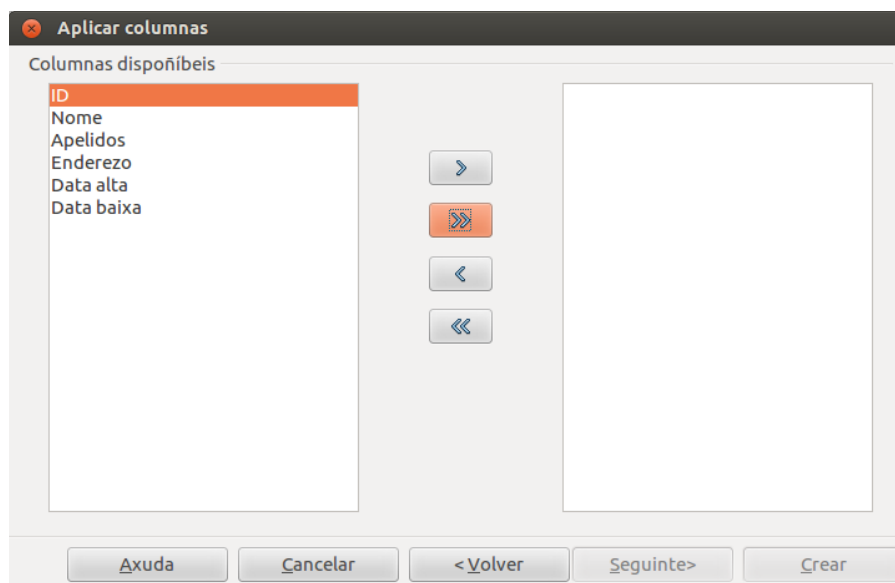 Aplicar columnas
Columnas dispoñíbeis
ID
Nome
Apelidos
Enderezo
Data alta
Data baixa
>
>>
<
<<
Axuda
Cancelar
< Volver
Seguinte>
Crear